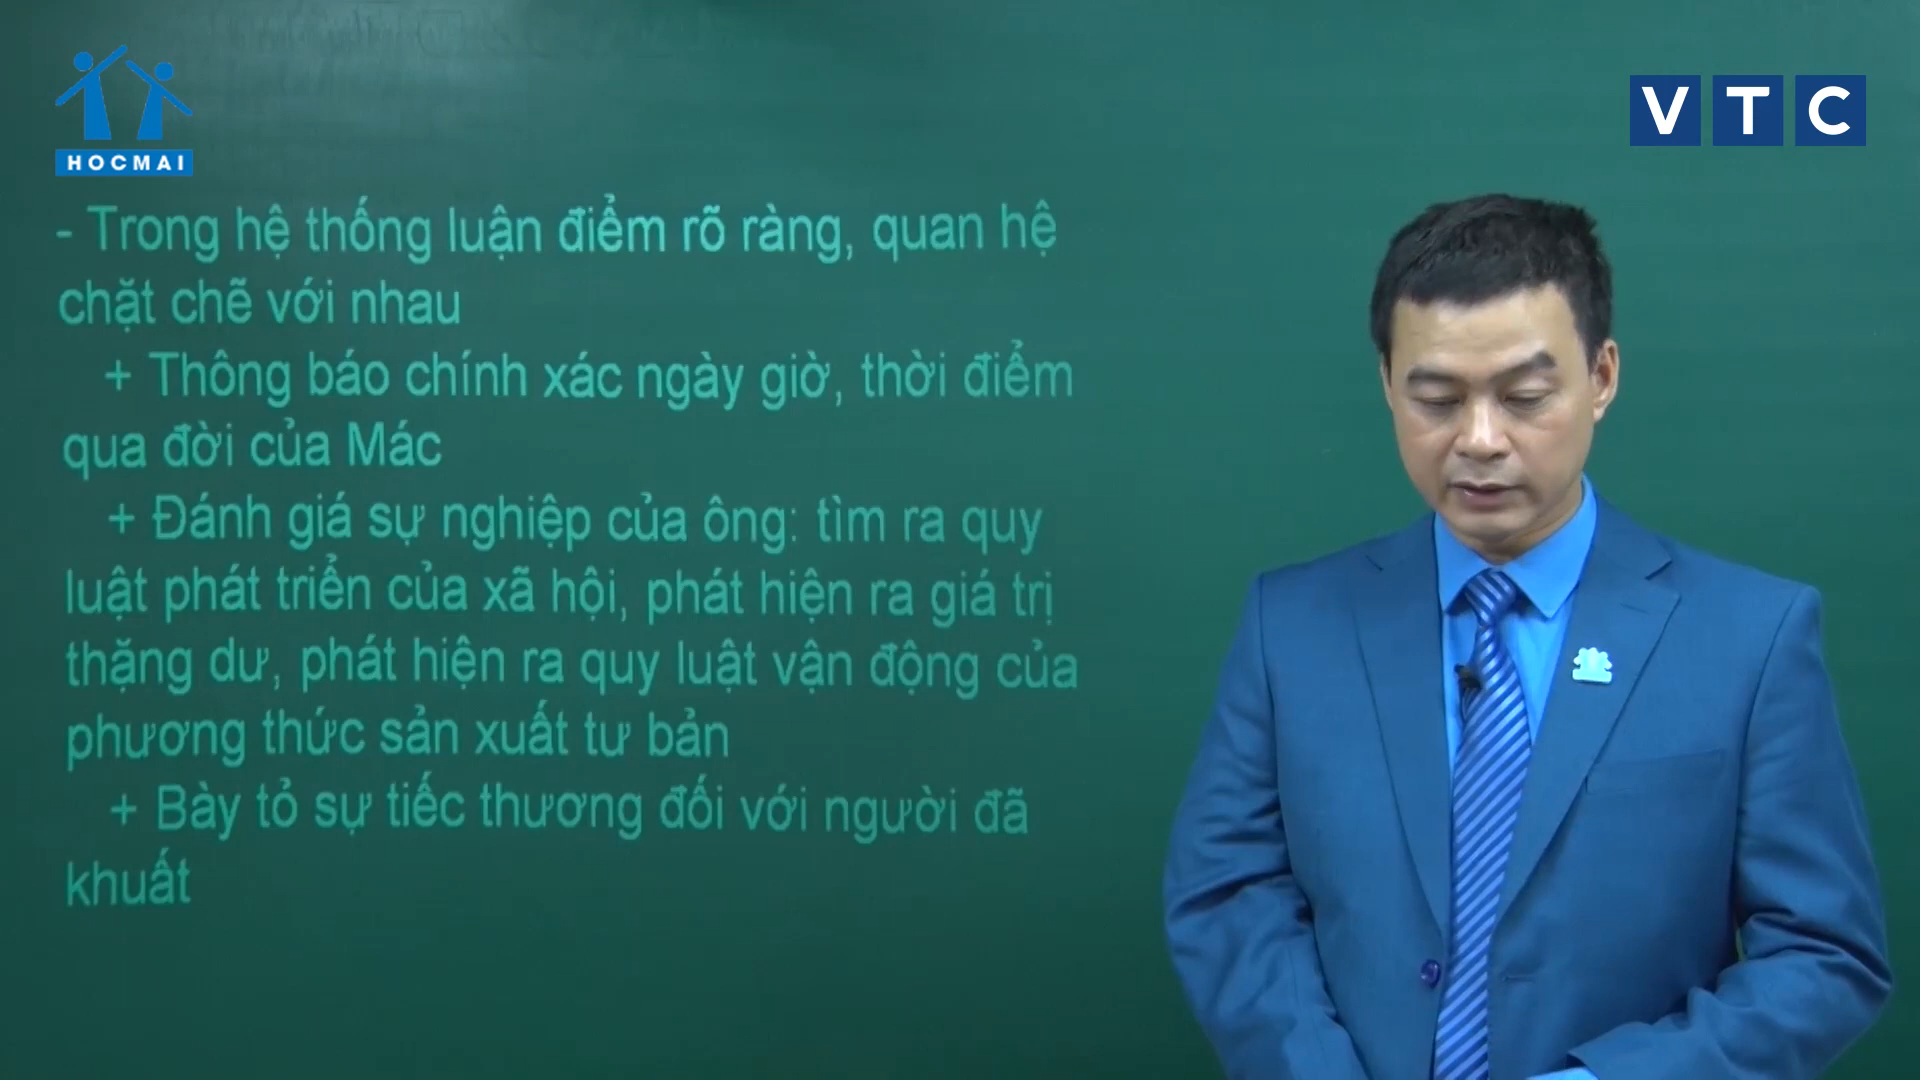 HOCMAI
VTC
- Trong hệ thống luận điểm rõ ràng, quan hệ
chặt chẽ với nhau
+ Thông báo chính xác ngày giờ, thời điểm
qua đời của Mác
+ Đánh giá sự nghiệp của ông: tìm ra quy
luật phát triển của xã hội, phát hiện ra giá trị
thặng dư, phát hiện ra quy luật vận động của
phương thức sản xuất tư bản
+ Bày tỏ sự tiếc thương đối với người đã
khuất